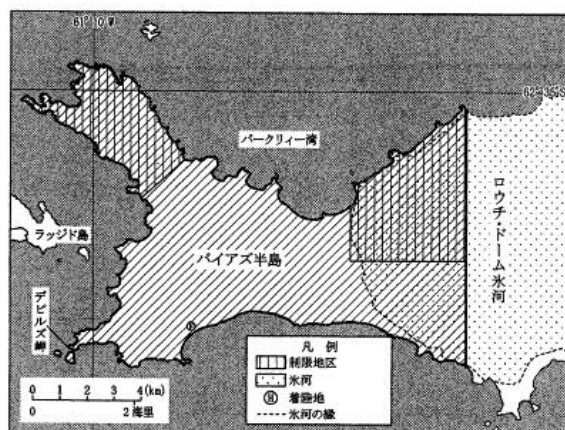 61°10′W
62°35′S
バークリィー湾
ロウチ・ドーム氷河
ラッジド島
バイアズ半島
デビルズ岬
凡例
制限地区
氷河
Ⓗ 着陸地
氷河の縁
0 1 2 3 4(km)
0 2海里